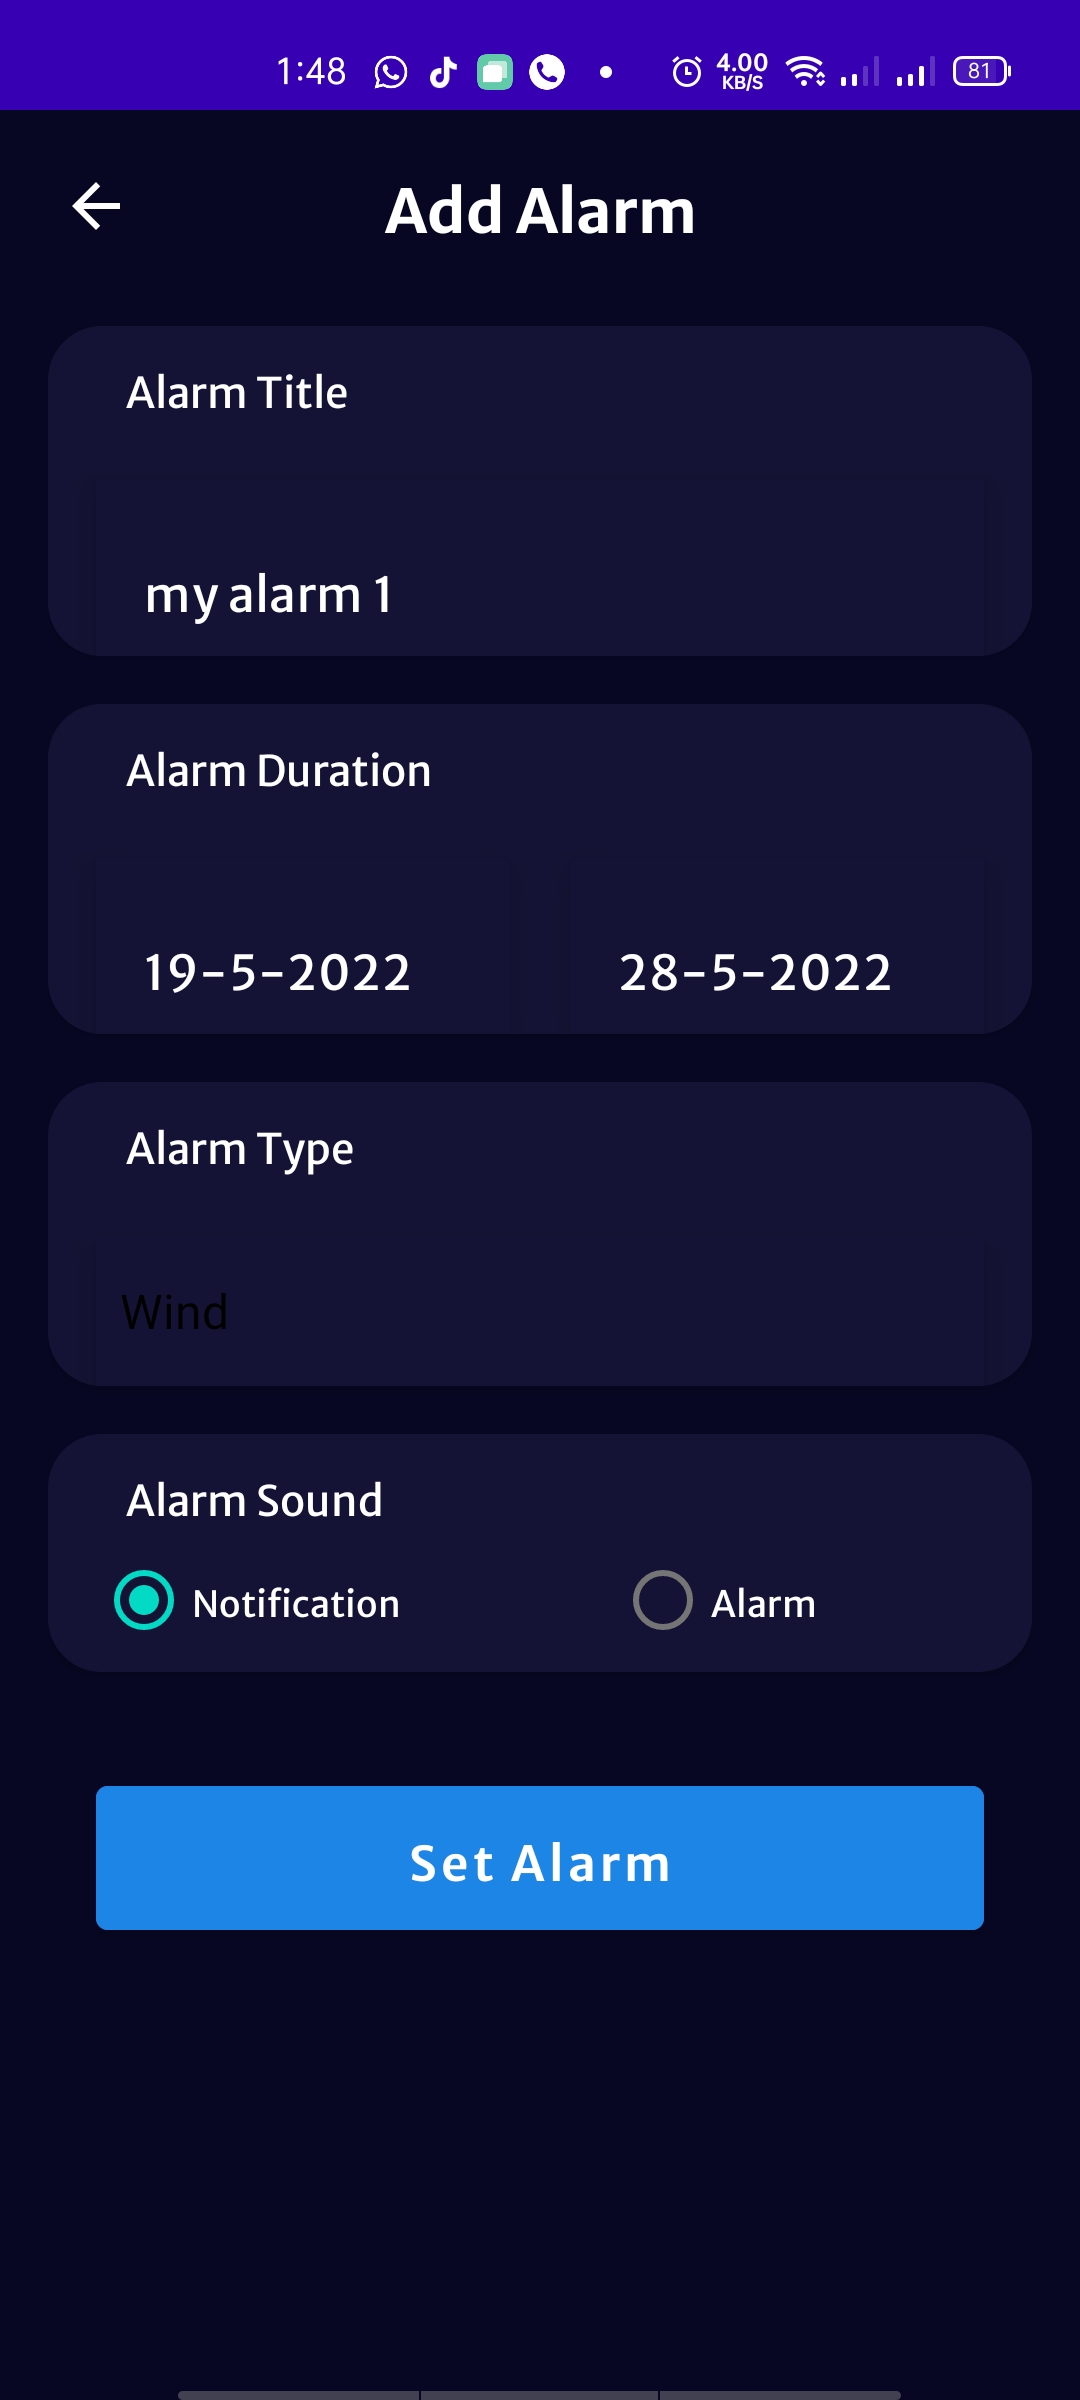 1:48 4.00 KB/S 81
Add Alarm
Alarm Title
my alarm 1
Alarm Duration
19-5-2022 28-5-2022
Alarm Type
Wind
Alarm Sound
Notification Alarm
Set Alarm